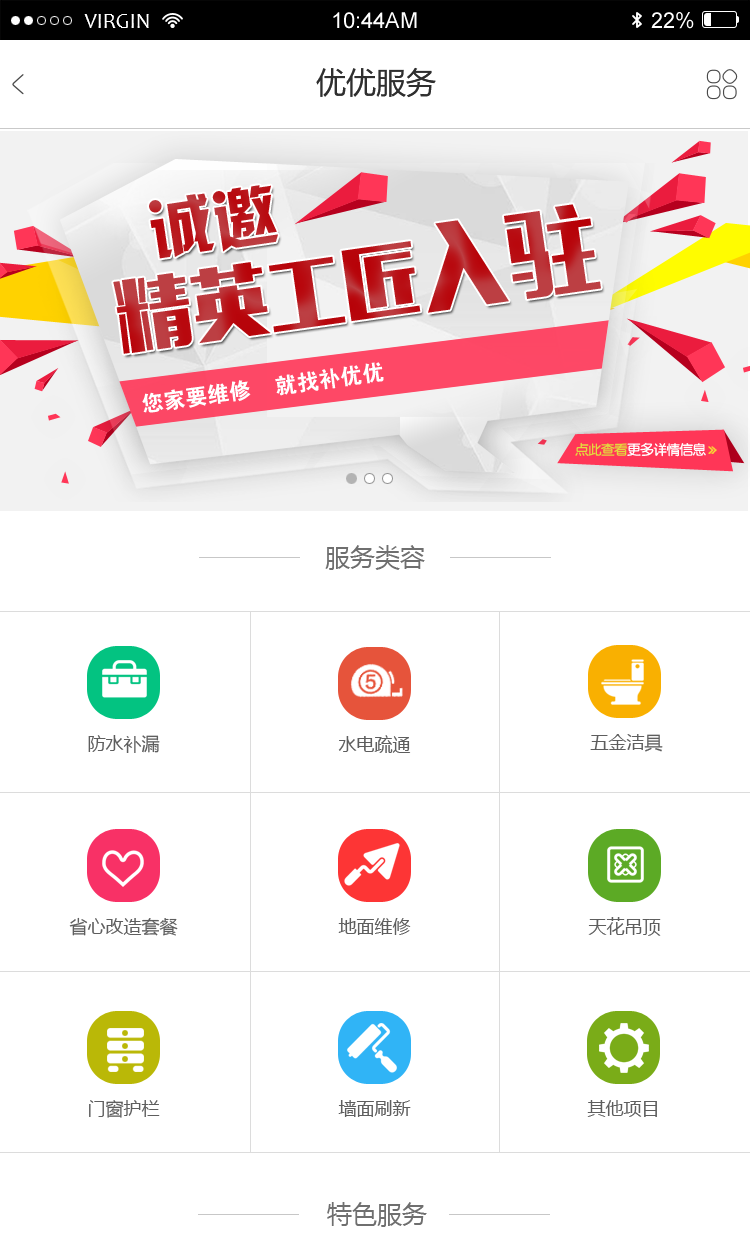 VIRGIN 10:44AM 22%
优优服务
诚邀
精英工匠入驻
您家要维修 就找补优优
点此查看更多详情信息»
服务类容
防水补漏 水电疏通 五金洁具
5
省心改造套餐 地面维修 天花吊顶
门窗护栏 墙面刷新 其他项目
特色服务